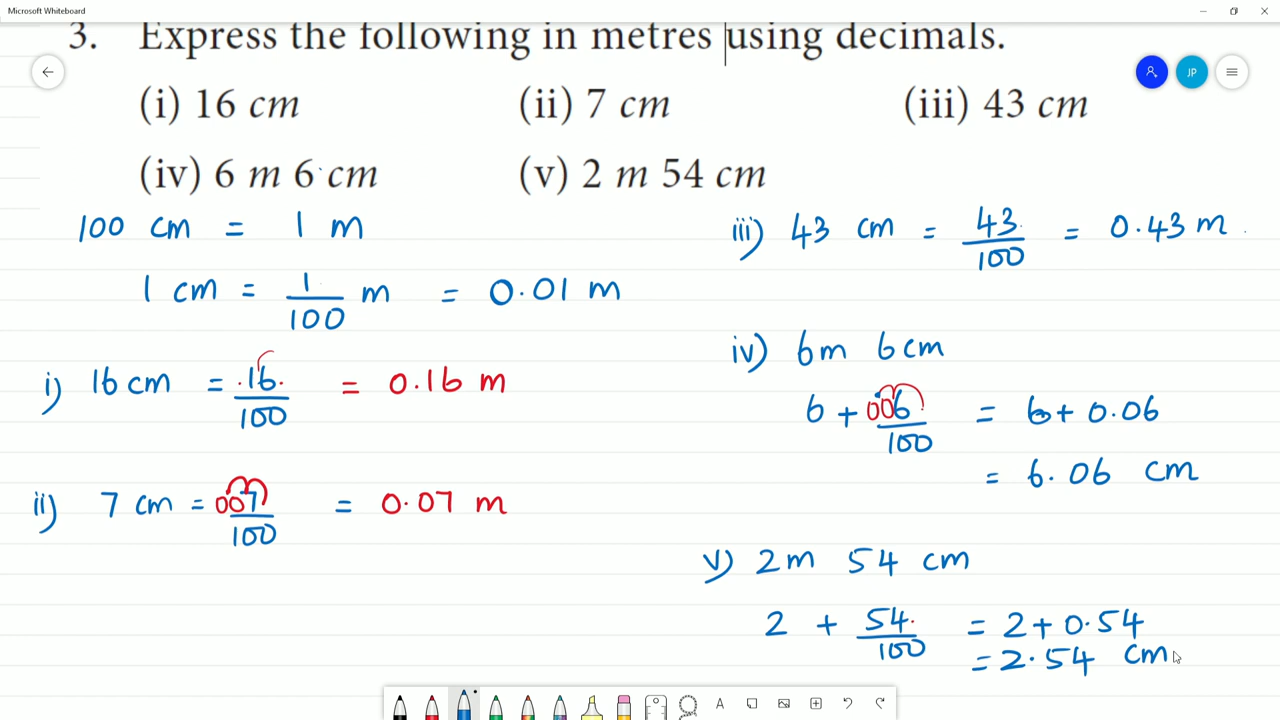 Microsoft Whiteboard
3. Express the following in metres using decimals.
JP
(i) 16 cm (ii) 7 cm (iii) 43 cm
(iv) 6 m 6 cm (v) 2 m 54 cm
100 cm = 1 m
1 cm = 1/100 m = 0.01 m
i) 16 cm = .16./100 = 0.16 m
ii) 7 cm = 007/100 = 0.07 m
iii) 43 cm = 43/100 = 0.43 m
iv) 6m 6cm
6 + 006/100 = 6 + 0.06
= 6.06 cm
v) 2m 54 cm
2 + 54./100 = 2 + 0.54
= 2.54 cm
A